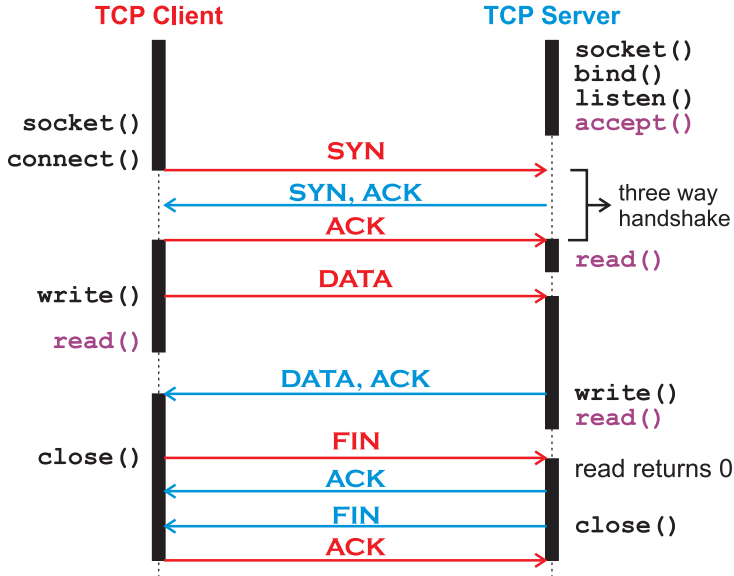 TCP Client
TCP Server
socket()
bind()
listen()
accept()
socket()
connect()
SYN
SYN, ACK
three way
handshake
ACK
read()
write()
DATA
read()
DATA, ACK
write()
read()
close()
FIN
read returns 0
ACK
FIN
close()
ACK